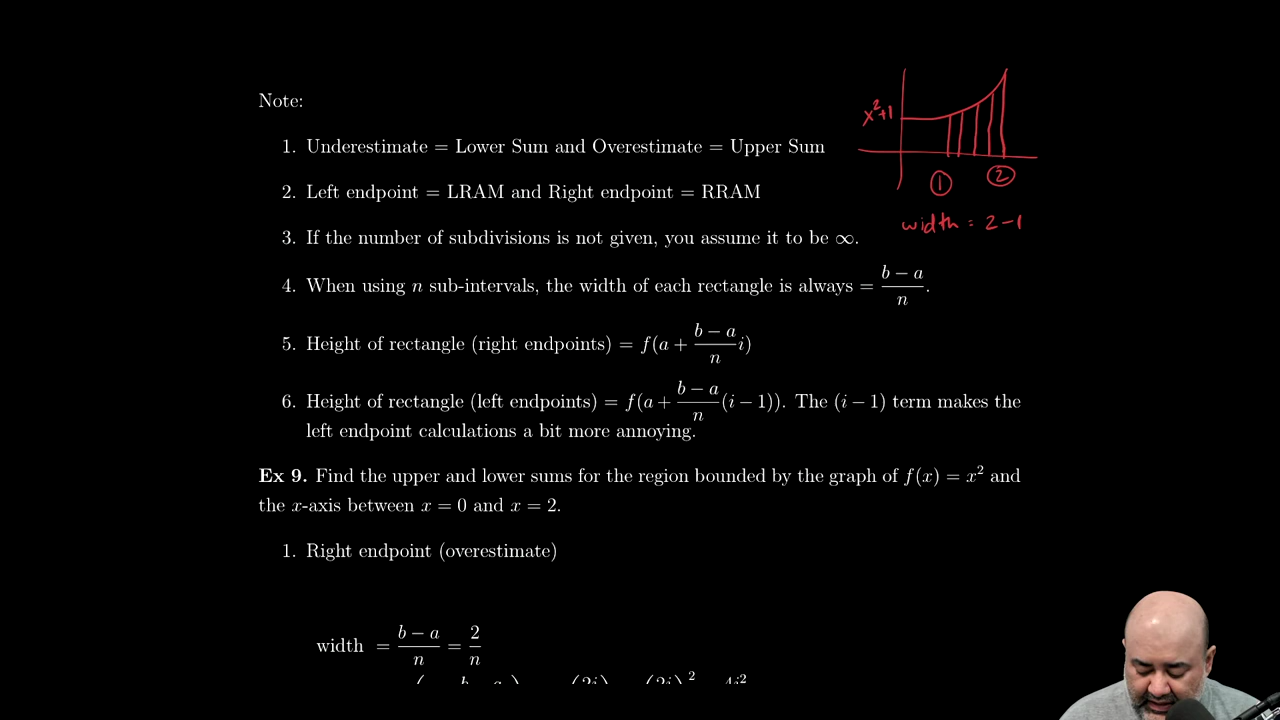 Note:
1. Underestimate = Lower Sum and Overestimate = Upper Sum
2. Left endpoint = LRAM and Right endpoint = RRAM
3. If the number of subdivisions is not given, you assume it to be ∞.
4. When using n sub-intervals, the width of each rectangle is always = \frac{b − a}{n}.
5. Height of rectangle (right endpoints) = f(a + \frac{b − a}{n}i)
6. Height of rectangle (left endpoints) = f(a + \frac{b − a}{n}(i − 1)). The (i − 1) term makes the
left endpoint calculations a bit more annoying.
x²+1
① ②
width = 2-1
Ex 9. Find the upper and lower sums for the region bounded by the graph of f(x) = x² and
the x-axis between x = 0 and x = 2.
1. Right endpoint (overestimate)
width = \frac{b − a}{n} = \frac{2}{n}